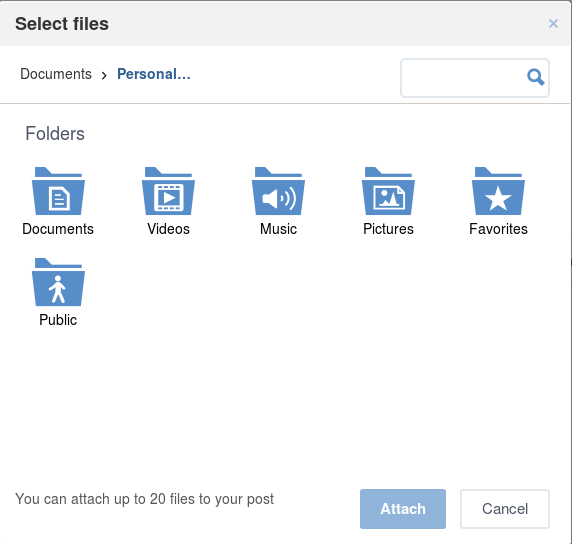 Select files
×
Documents › Personal...
Folders
Documents Videos Music Pictures Favorites
Public
You can attach up to 20 files to your post
Attach Cancel